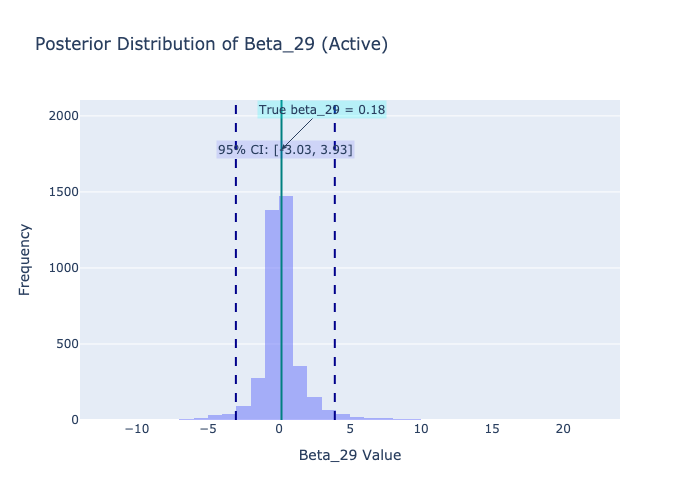 Posterior Distribution of Beta_29 (Active)
True beta_29 = 0.18
95% CI: [-3.03, 3.93]
2000
1500
1000
500
0
Frequency
−10
−5
0
5
10
15
20
Beta_29 Value